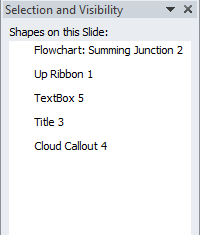 Selection and Visibility
Shapes on this Slide:
Flowchart: Summing Junction 2
Up Ribbon 1
TextBox 5
Title 3
Cloud Callout 4